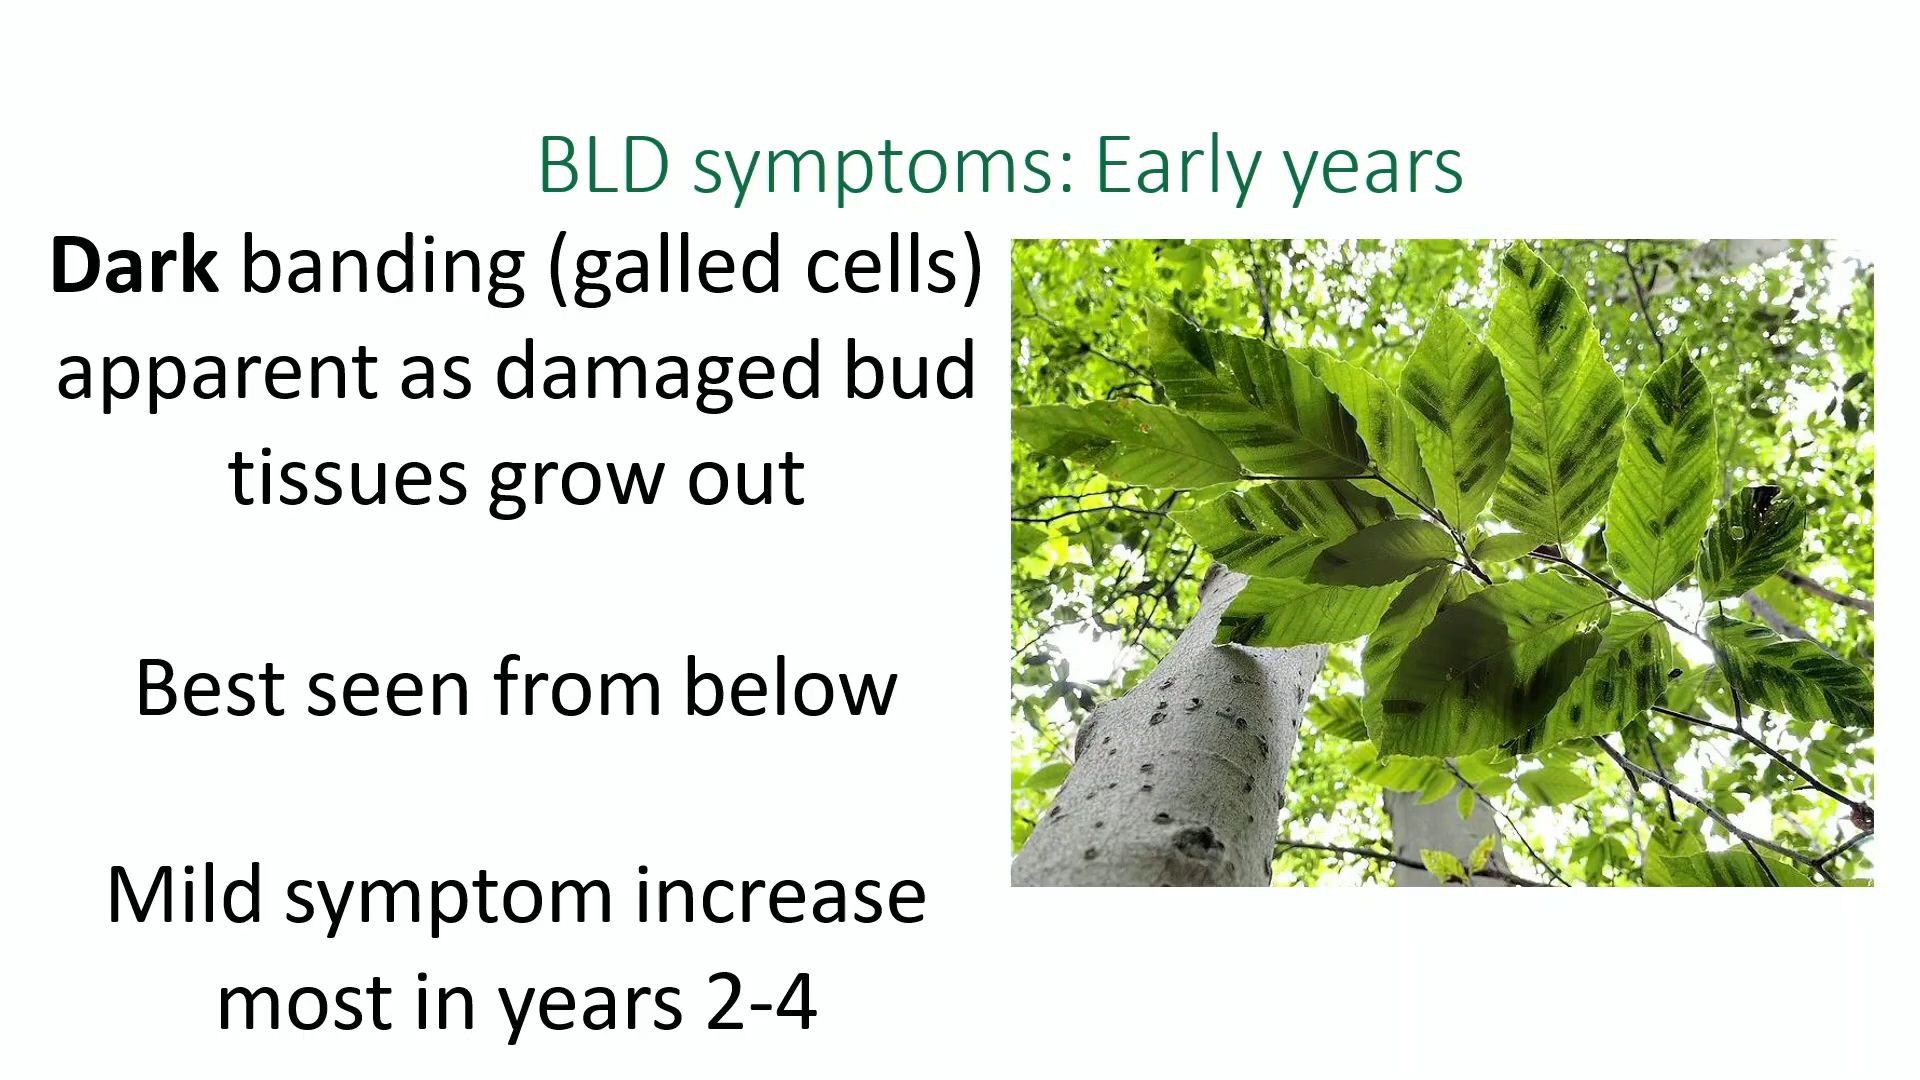 BLD symptoms: Early years
Dark banding (galled cells)
apparent as damaged bud
tissues grow out
Best seen from below
Mild symptom increase
most in years 2-4